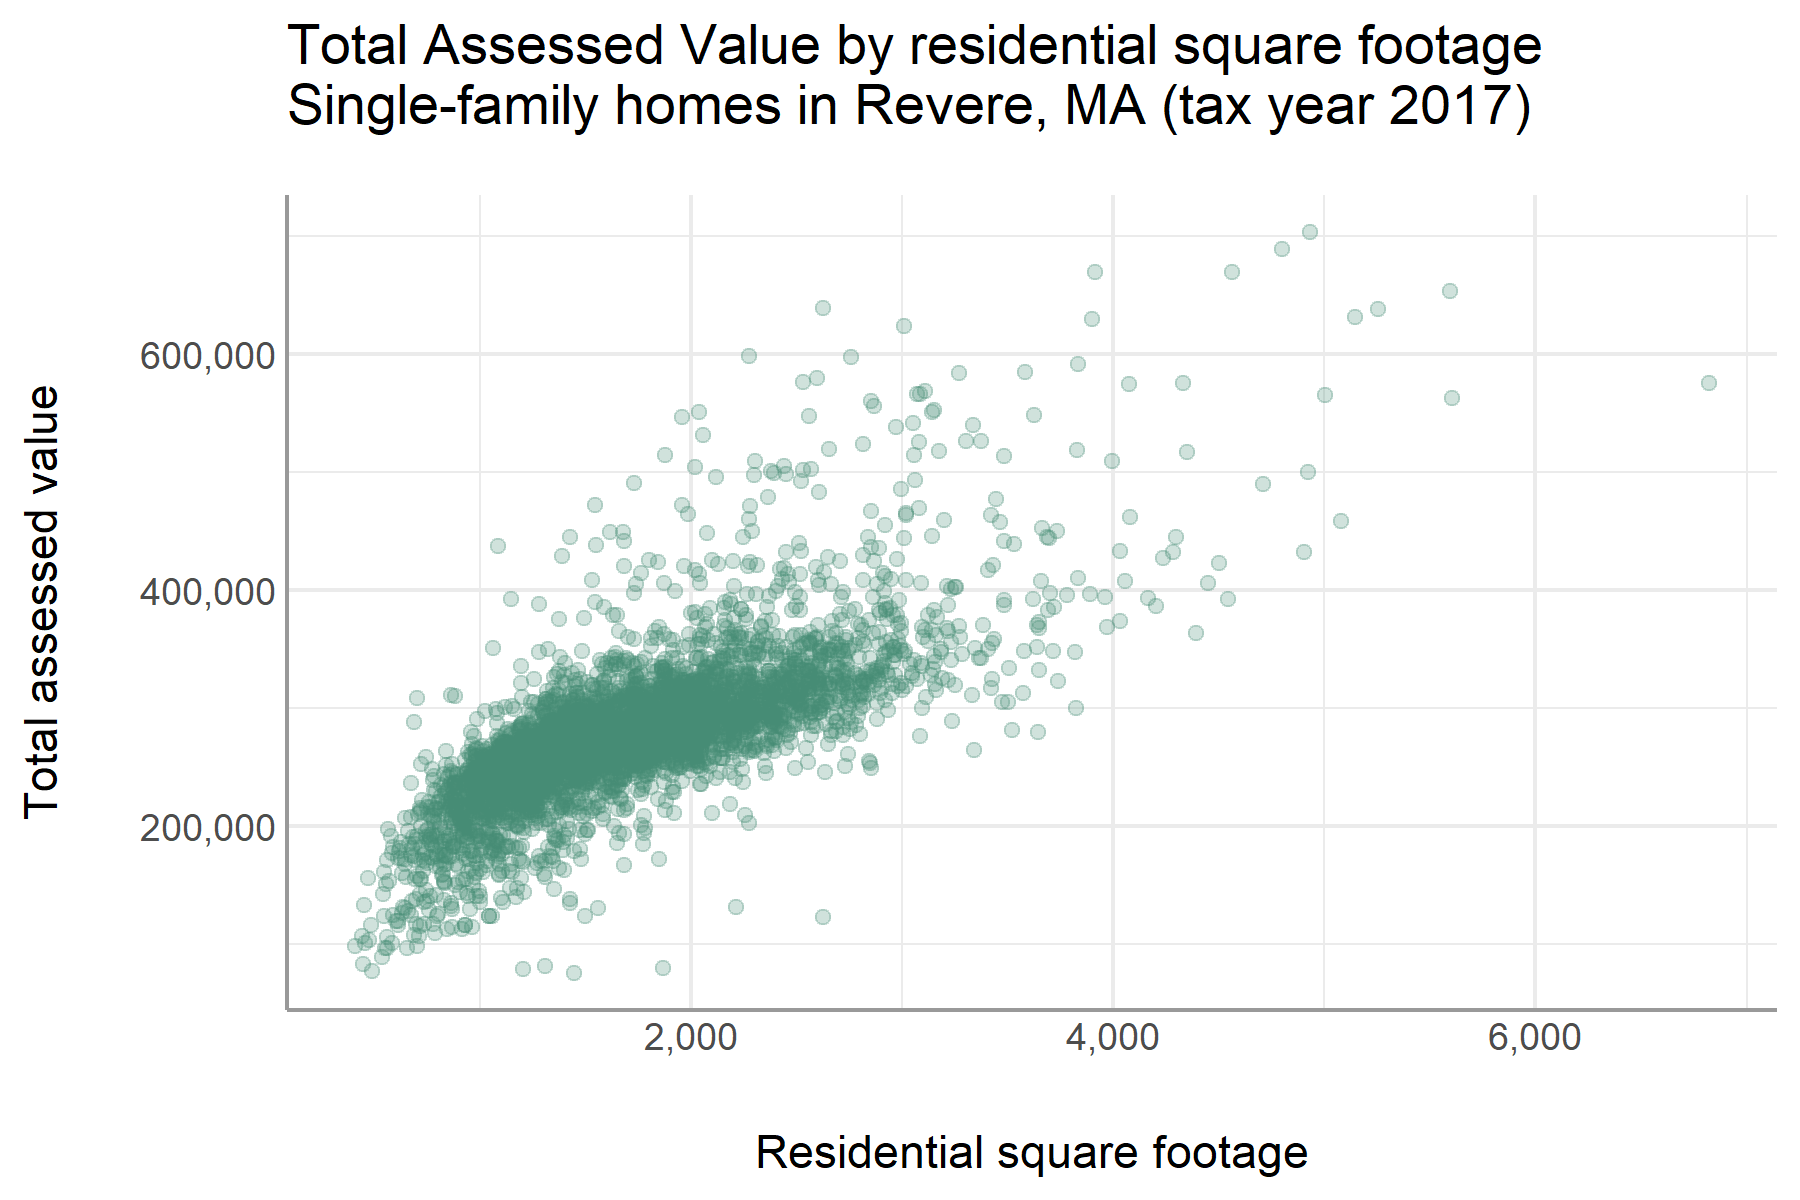 Total Assessed Value by residential square footage
Single-family homes in Revere, MA (tax year 2017)
Total assessed value
600,000
400,000
200,000
2,000
4,000
6,000
Residential square footage